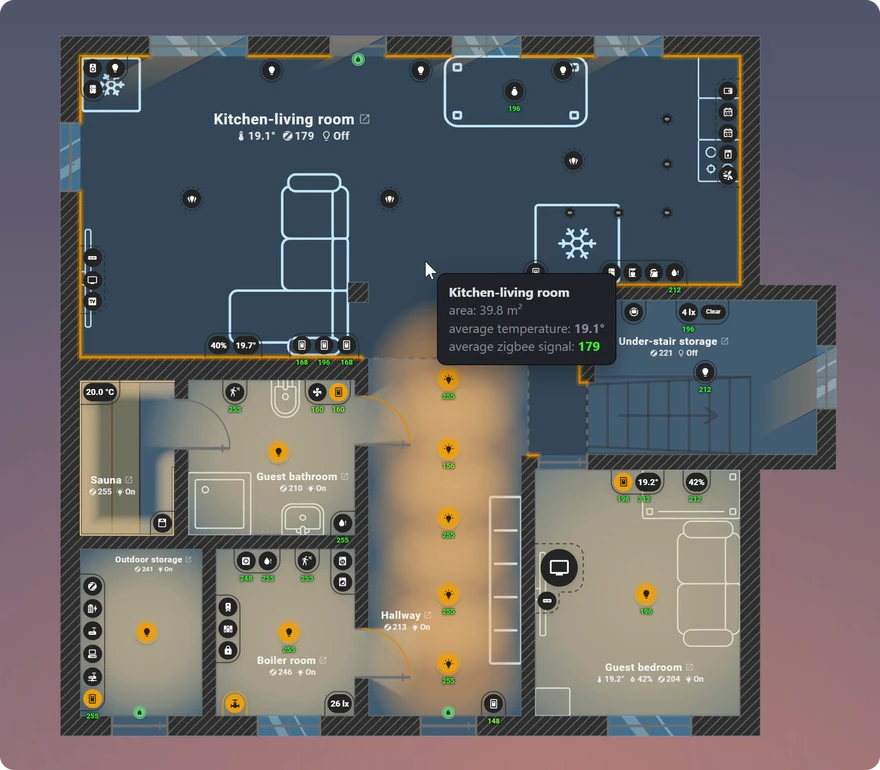 196
Kitchen-living room
19.1° 179 Off
TV
40% 19.7°
168 196 168
212
Kitchen-living room
area: 39.8 m²
average temperature: 19.1°
average zigbee signal: 179
4 lx Clear
196
Under-stair storage
221 Off
212
20.0 °C
255
160 160
255
Sauna
255 On
Guest bathroom
210 On
255
156
255
255
255
Hallway
213 On
148
19.2° 42%
196 212 212
196
Guest bedroom
19.2° 42% 204 On
Outdoor storage
241 On
255
248 255 255
255
Boiler room
246 On
26 lx